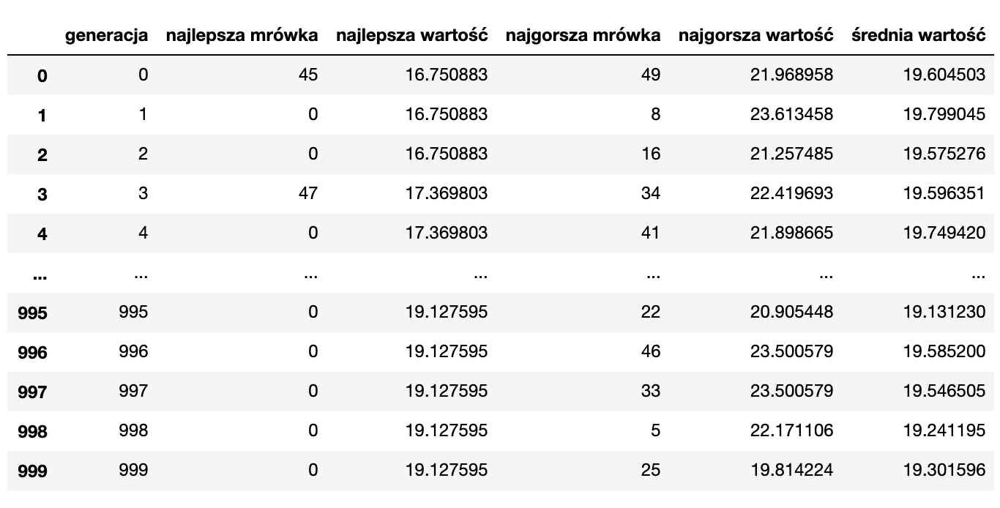 generacja najlepsza mrówka najlepsza wartość najgorsza mrówka najgorsza wartość średnia wartość
0 0 45 16.750883 49 21.968958 19.604503
1 1 0 16.750883 8 23.613458 19.799045
2 2 0 16.750883 16 21.257485 19.575276
3 3 47 17.369803 34 22.419693 19.596351
4 4 0 17.369803 41 21.898665 19.749420
... ... ... ... ... ... ...
995 995 0 19.127595 22 20.905448 19.131230
996 996 0 19.127595 46 23.500579 19.585200
997 997 0 19.127595 33 23.500579 19.546505
998 998 0 19.127595 5 22.171106 19.241195
999 999 0 19.127595 25 19.814224 19.301596